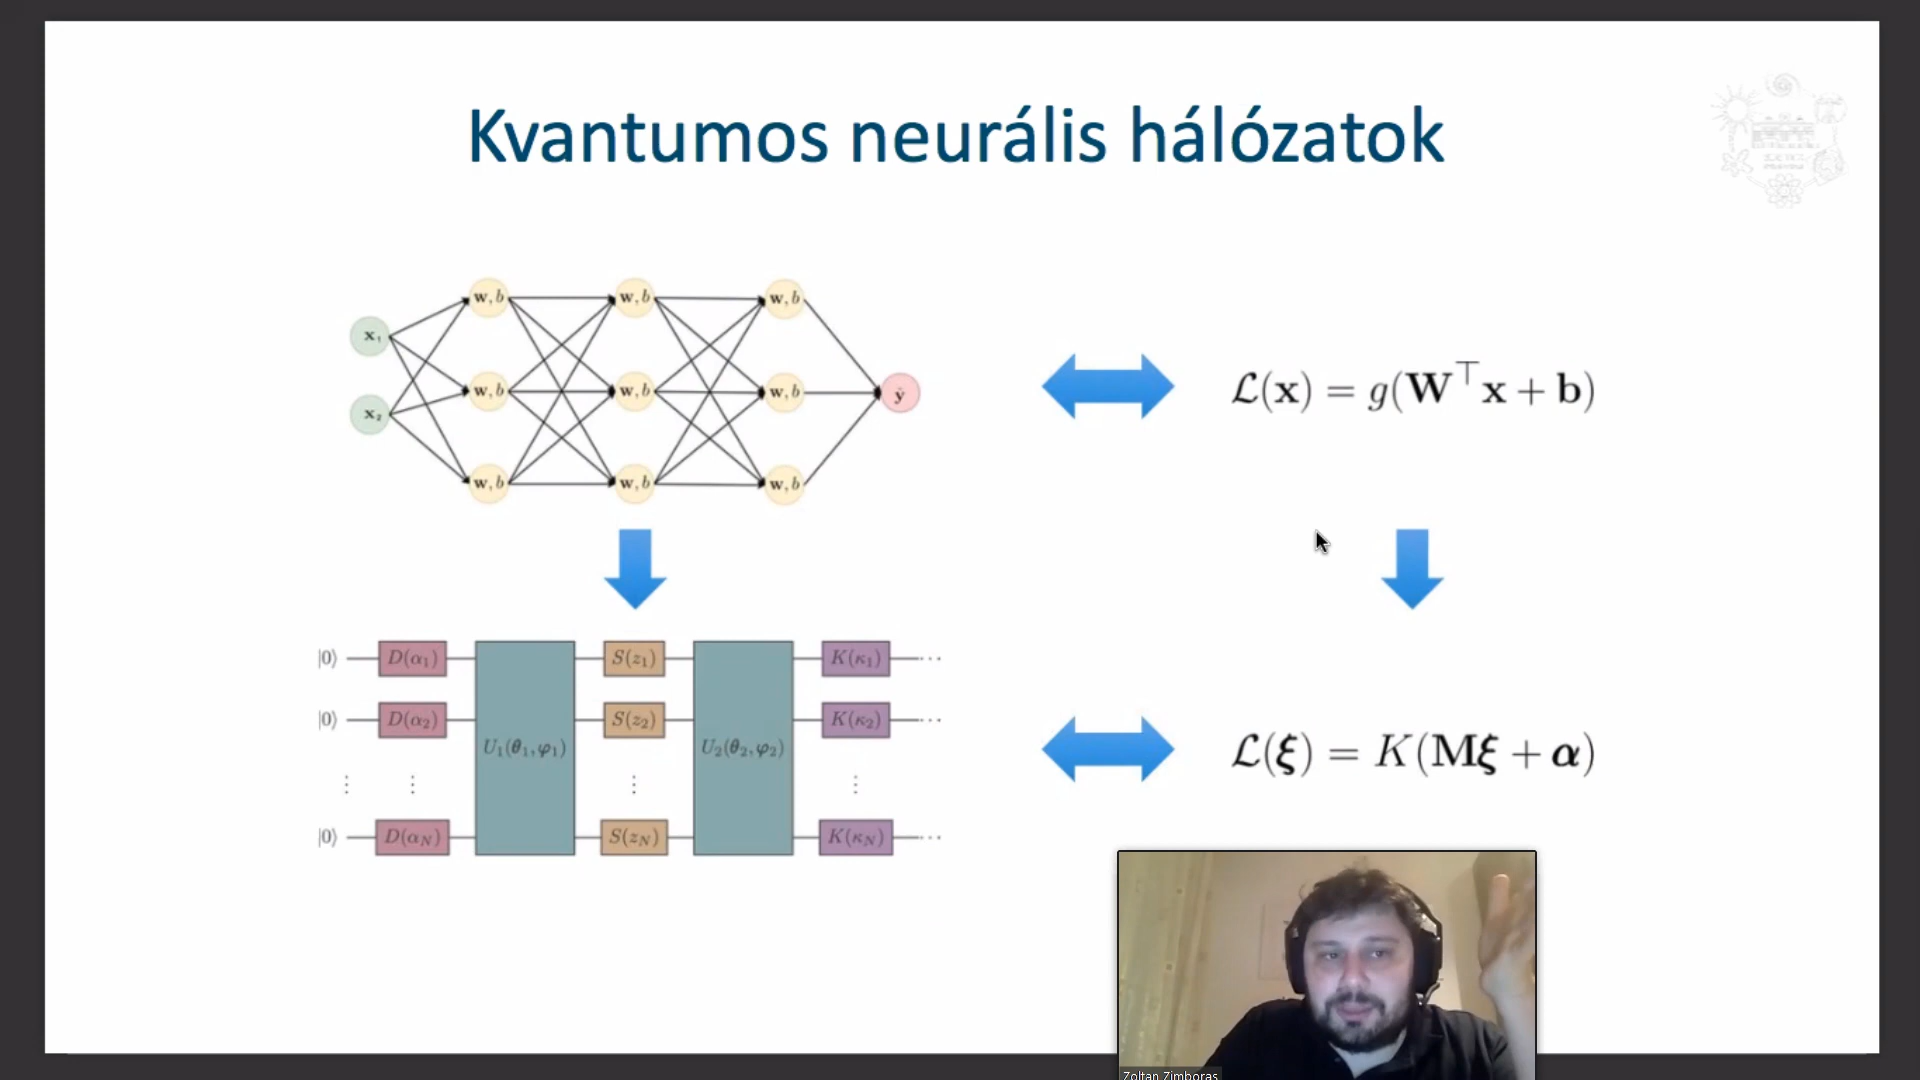 Kvantumos neurális hálózatok
w, b w, b w, b
x₁
w, b w, b w, b
ŷ
x₂
w, b w, b w, b
ℒ(x) = g(W⊤x + b)
|0⟩ D(α₁) S(z₁) K(κ₁) ···
|0⟩ D(α₂) S(z₂) K(κ₂) ···
U₁(θ₁, φ₁) U₂(θ₂, φ₂)
⋮ ⋮ ⋮ ⋮
|0⟩ D(α_N) S(z_N) K(κ_N) ···
ℒ(ξ) = K(Mξ + α)
Zoltan Zimboras